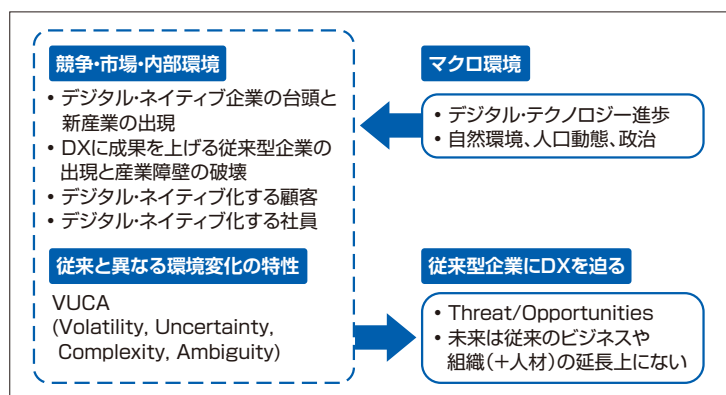 競争・市場・内部環境
• デジタル・ネイティブ企業の台頭と
新産業の出現
• DXに成果を上げる従来型企業の
出現と産業障壁の破壊
• デジタル・ネイティブ化する顧客
• デジタル・ネイティブ化する社員
従来と異なる環境変化の特性
VUCA
(Volatility, Uncertainty,
Complexity, Ambiguity)
マクロ環境
• デジタル・テクノロジー進歩
• 自然環境、人口動態、政治
従来型企業にDXを迫る
• Threat/Opportunities
• 未来は従来のビジネスや
組織(+人材)の延長上にない